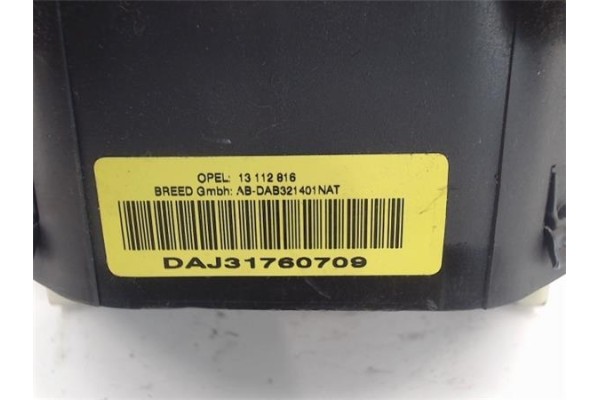 OPEL: 13 112 816
BREED Gmbh: AB-DAB321401NAT
DAJ31760709